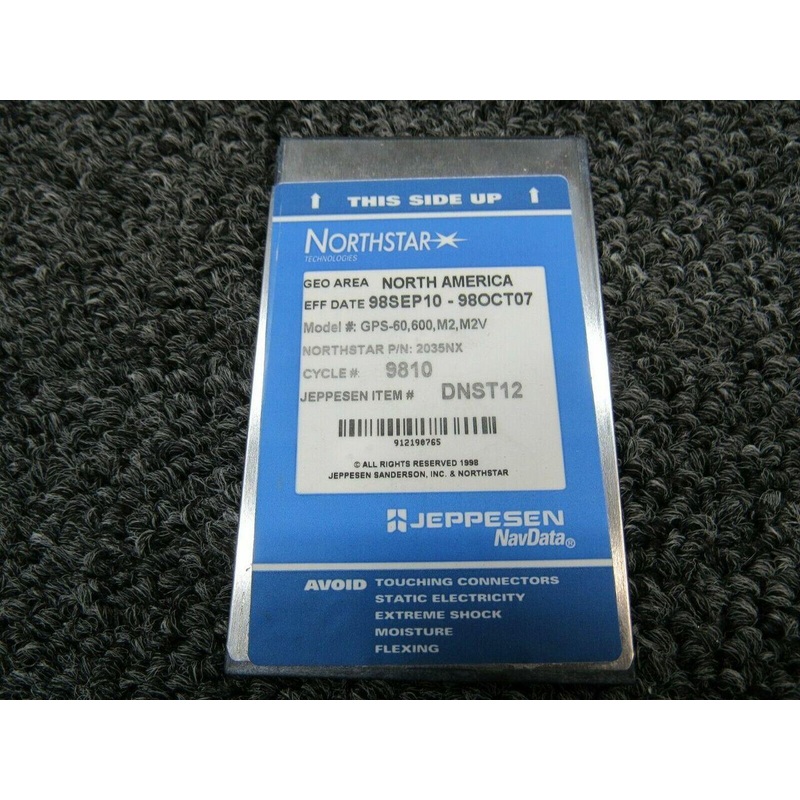 ↑ THIS SIDE UP ↑
NORTHSTAR
TECHNOLOGIES
GEO AREA NORTH AMERICA
EFF DATE 98SEP10 - 98OCT07
Model #: GPS-60,600,M2,M2V
NORTHSTAR P/N: 2035NX
CYCLE #: 9810
JEPPESEN ITEM # DNST12
912190765
© ALL RIGHTS RESERVED 1998
JEPPESEN SANDERSON, INC. & NORTHSTAR
JEPPESEN
NavData®
AVOID TOUCHING CONNECTORS
STATIC ELECTRICITY
EXTREME SHOCK
MOISTURE
FLEXING